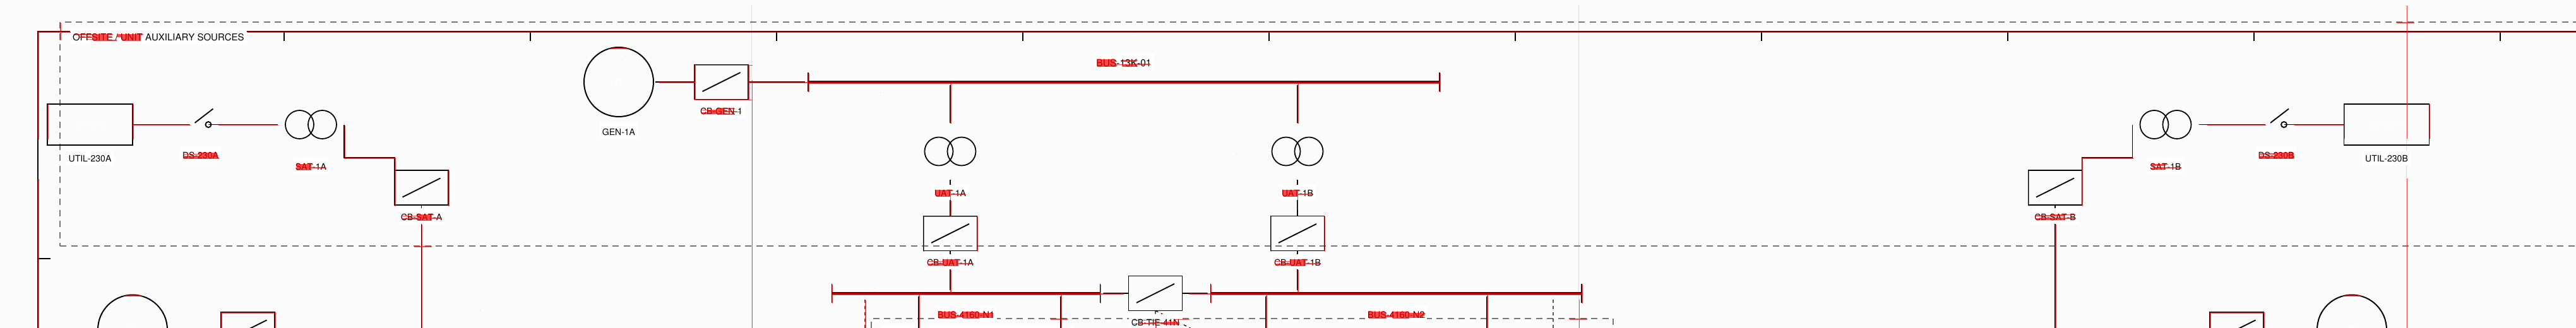 OFFSITE / UNIT AUXILIARY SOURCES
BUS-13K-01
CB-GEN-1
GEN-1A
UTIL-230A
DS-230A
SAT-1A
CB-SAT-A
UAT-1A
UAT-1B
CB-UAT-1A
CB-UAT-1B
BUS-4160-N1
CB-TIE-41N
BUS-4160-N2
SAT-1B
DS-230B
UTIL-230B
CB-SAT-B